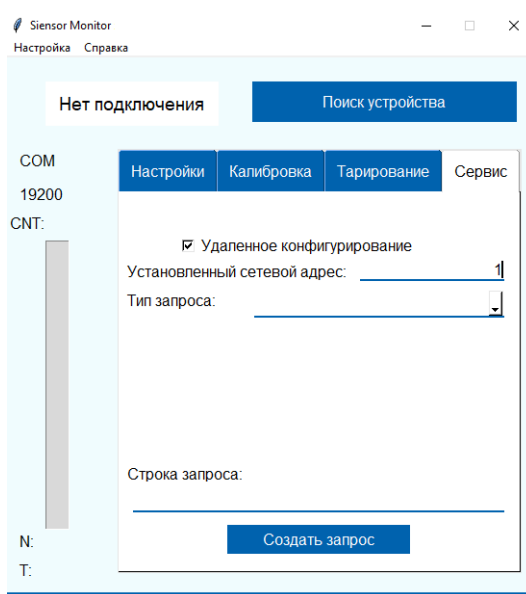 Siensor Monitor
Настройка Справка
Нет подключения
Поиск устройства
COM
19200
CNT:
Настройки Калибровка Тарирование Сервис
Удаленное конфигурирование
Установленный сетевой адрес: 1
Тип запроса:
Строка запроса:
Создать запрос
N:
T: